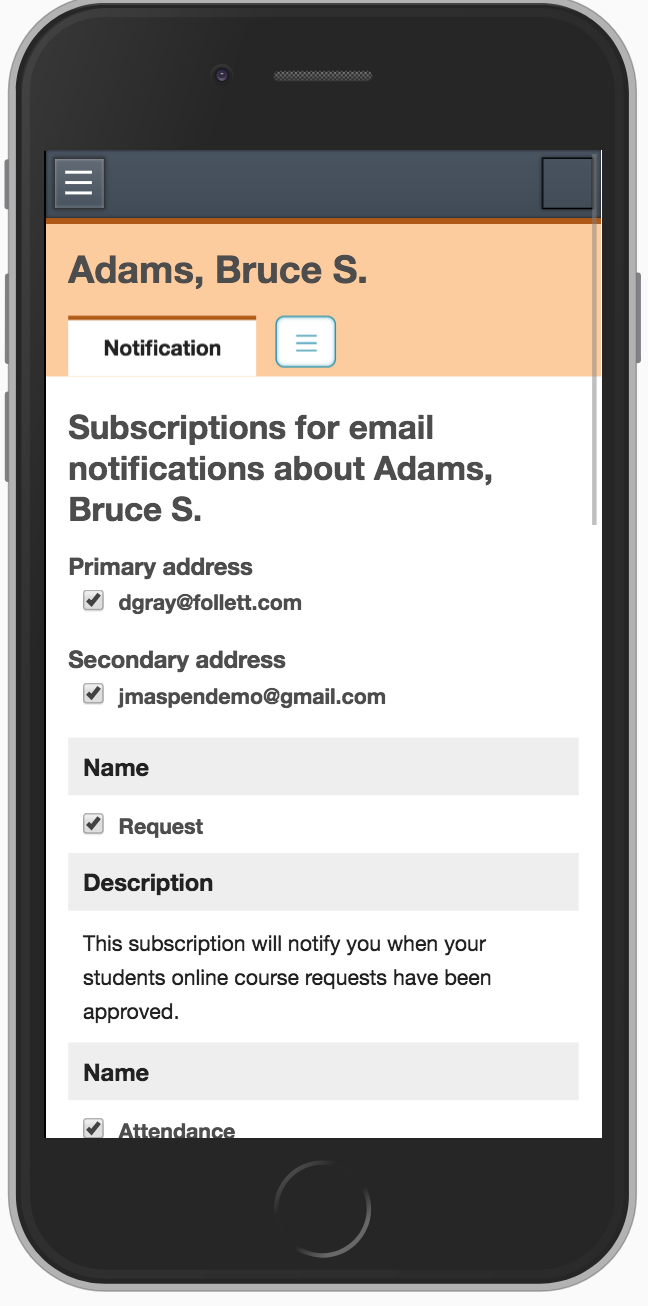 Adams, Bruce S.
Notification
Subscriptions for email
notifications about Adams,
Bruce S.
Primary address
dgray@follett.com
Secondary address
jmaspendemo@gmail.com
Name
Request
Description
This subscription will notify you when your
students online course requests have been
approved.
Name
Attendance